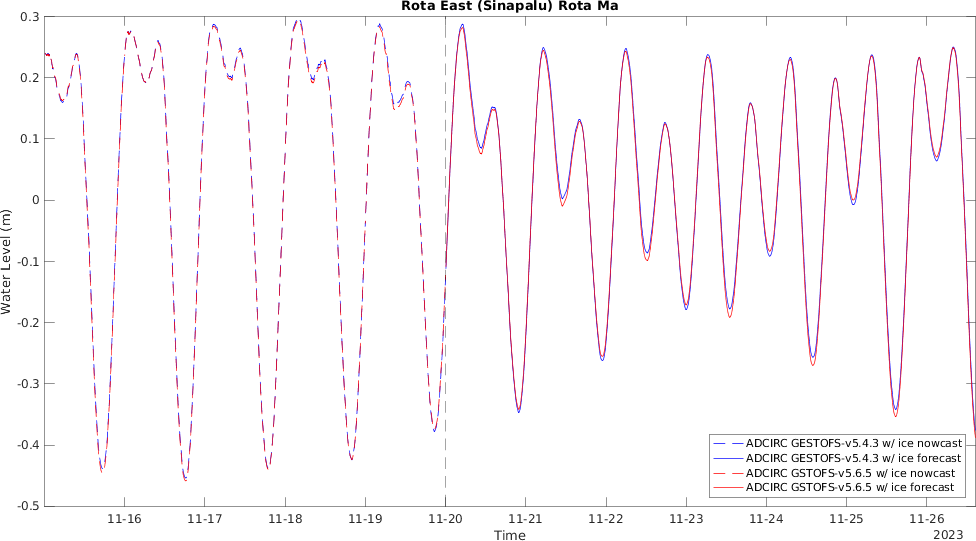 Rota East (Sinapalu) Rota Ma
0.3
0.2
0.1
0
-0.1
-0.2
-0.3
-0.4
-0.5
Water Level (m)
ADCIRC GESTOFS-v5.4.3 w/ ice nowcast
ADCIRC GESTOFS-v5.4.3 w/ ice forecast
ADCIRC GSTOFS-v5.6.5 w/ ice nowcast
ADCIRC GSTOFS-v5.6.5 w/ ice forecast
11-16 11-17 11-18 11-19 11-20 11-21 11-22 11-23 11-24 11-25 11-26
Time
2023